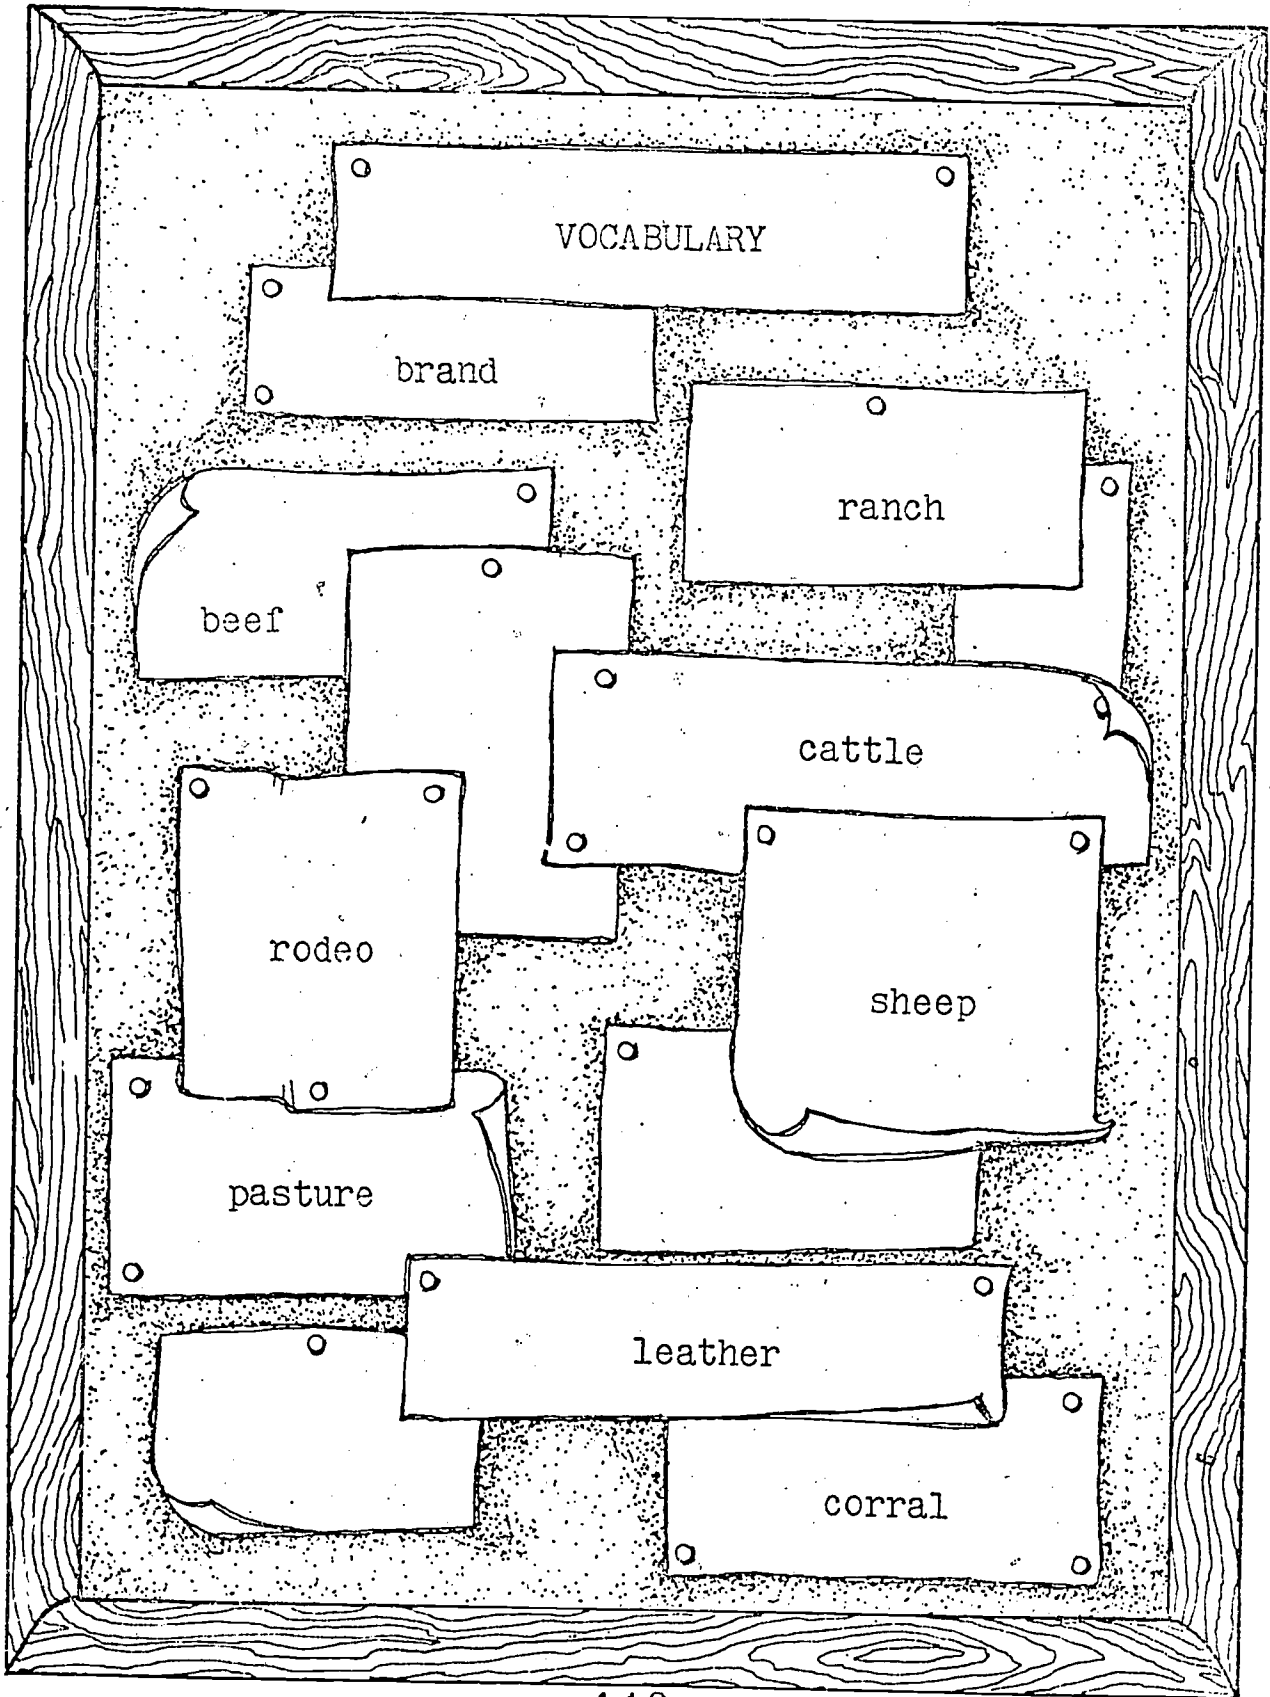 VOCABULARY
brand
ranch
beef
cattle
rodeo
sheep
pasture
leather
corral